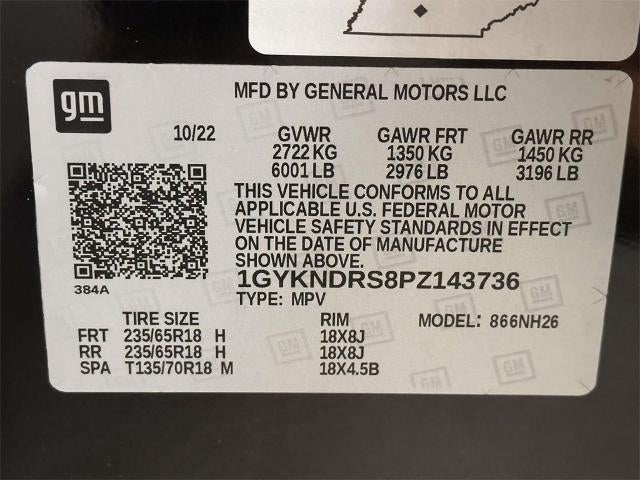 gm
MFD BY GENERAL MOTORS LLC
10/22 GVWR GAWR FRT GAWR RR
2722 KG 1350 KG 1450 KG
6001 LB 2976 LB 3196 LB
THIS VEHICLE CONFORMS TO ALL
APPLICABLE U.S. FEDERAL MOTOR
VEHICLE SAFETY STANDARDS IN EFFECT
ON THE DATE OF MANUFACTURE
SHOWN ABOVE.
384A
1GYKNDRS8PZ143736
TYPE: MPV
TIRE SIZE RIM MODEL: 866NH26
FRT 235/65R18 H 18X8J
RR 235/65R18 H 18X8J
SPA T135/70R18 M 18X4.5B